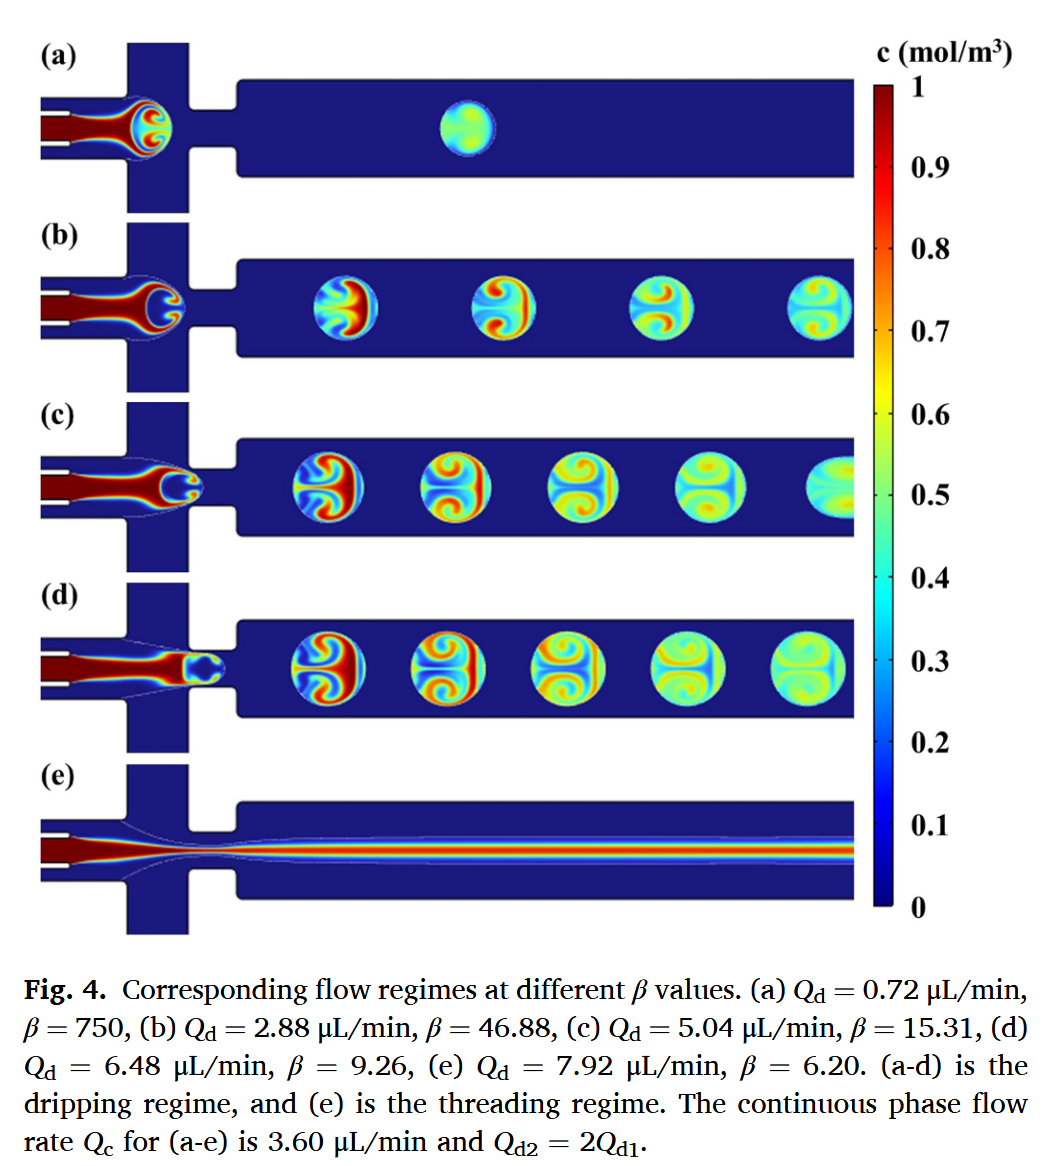 (a)
c (mol/m³)
1
0.9
(b)
0.8
0.7
(c)
0.6
0.5
(d)
0.4
0.3
0.2
(e)
0.1
0
Fig. 4. Corresponding flow regimes at different β values. (a) Qd = 0.72 μL/min,
β = 750, (b) Qd = 2.88 μL/min, β = 46.88, (c) Qd = 5.04 μL/min, β = 15.31, (d)
Qd = 6.48 μL/min, β = 9.26, (e) Qd = 7.92 μL/min, β = 6.20. (a-d) is the
dripping regime, and (e) is the threading regime. The continuous phase flow
rate Qc for (a-e) is 3.60 μL/min and Qd2 = 2Qd1.